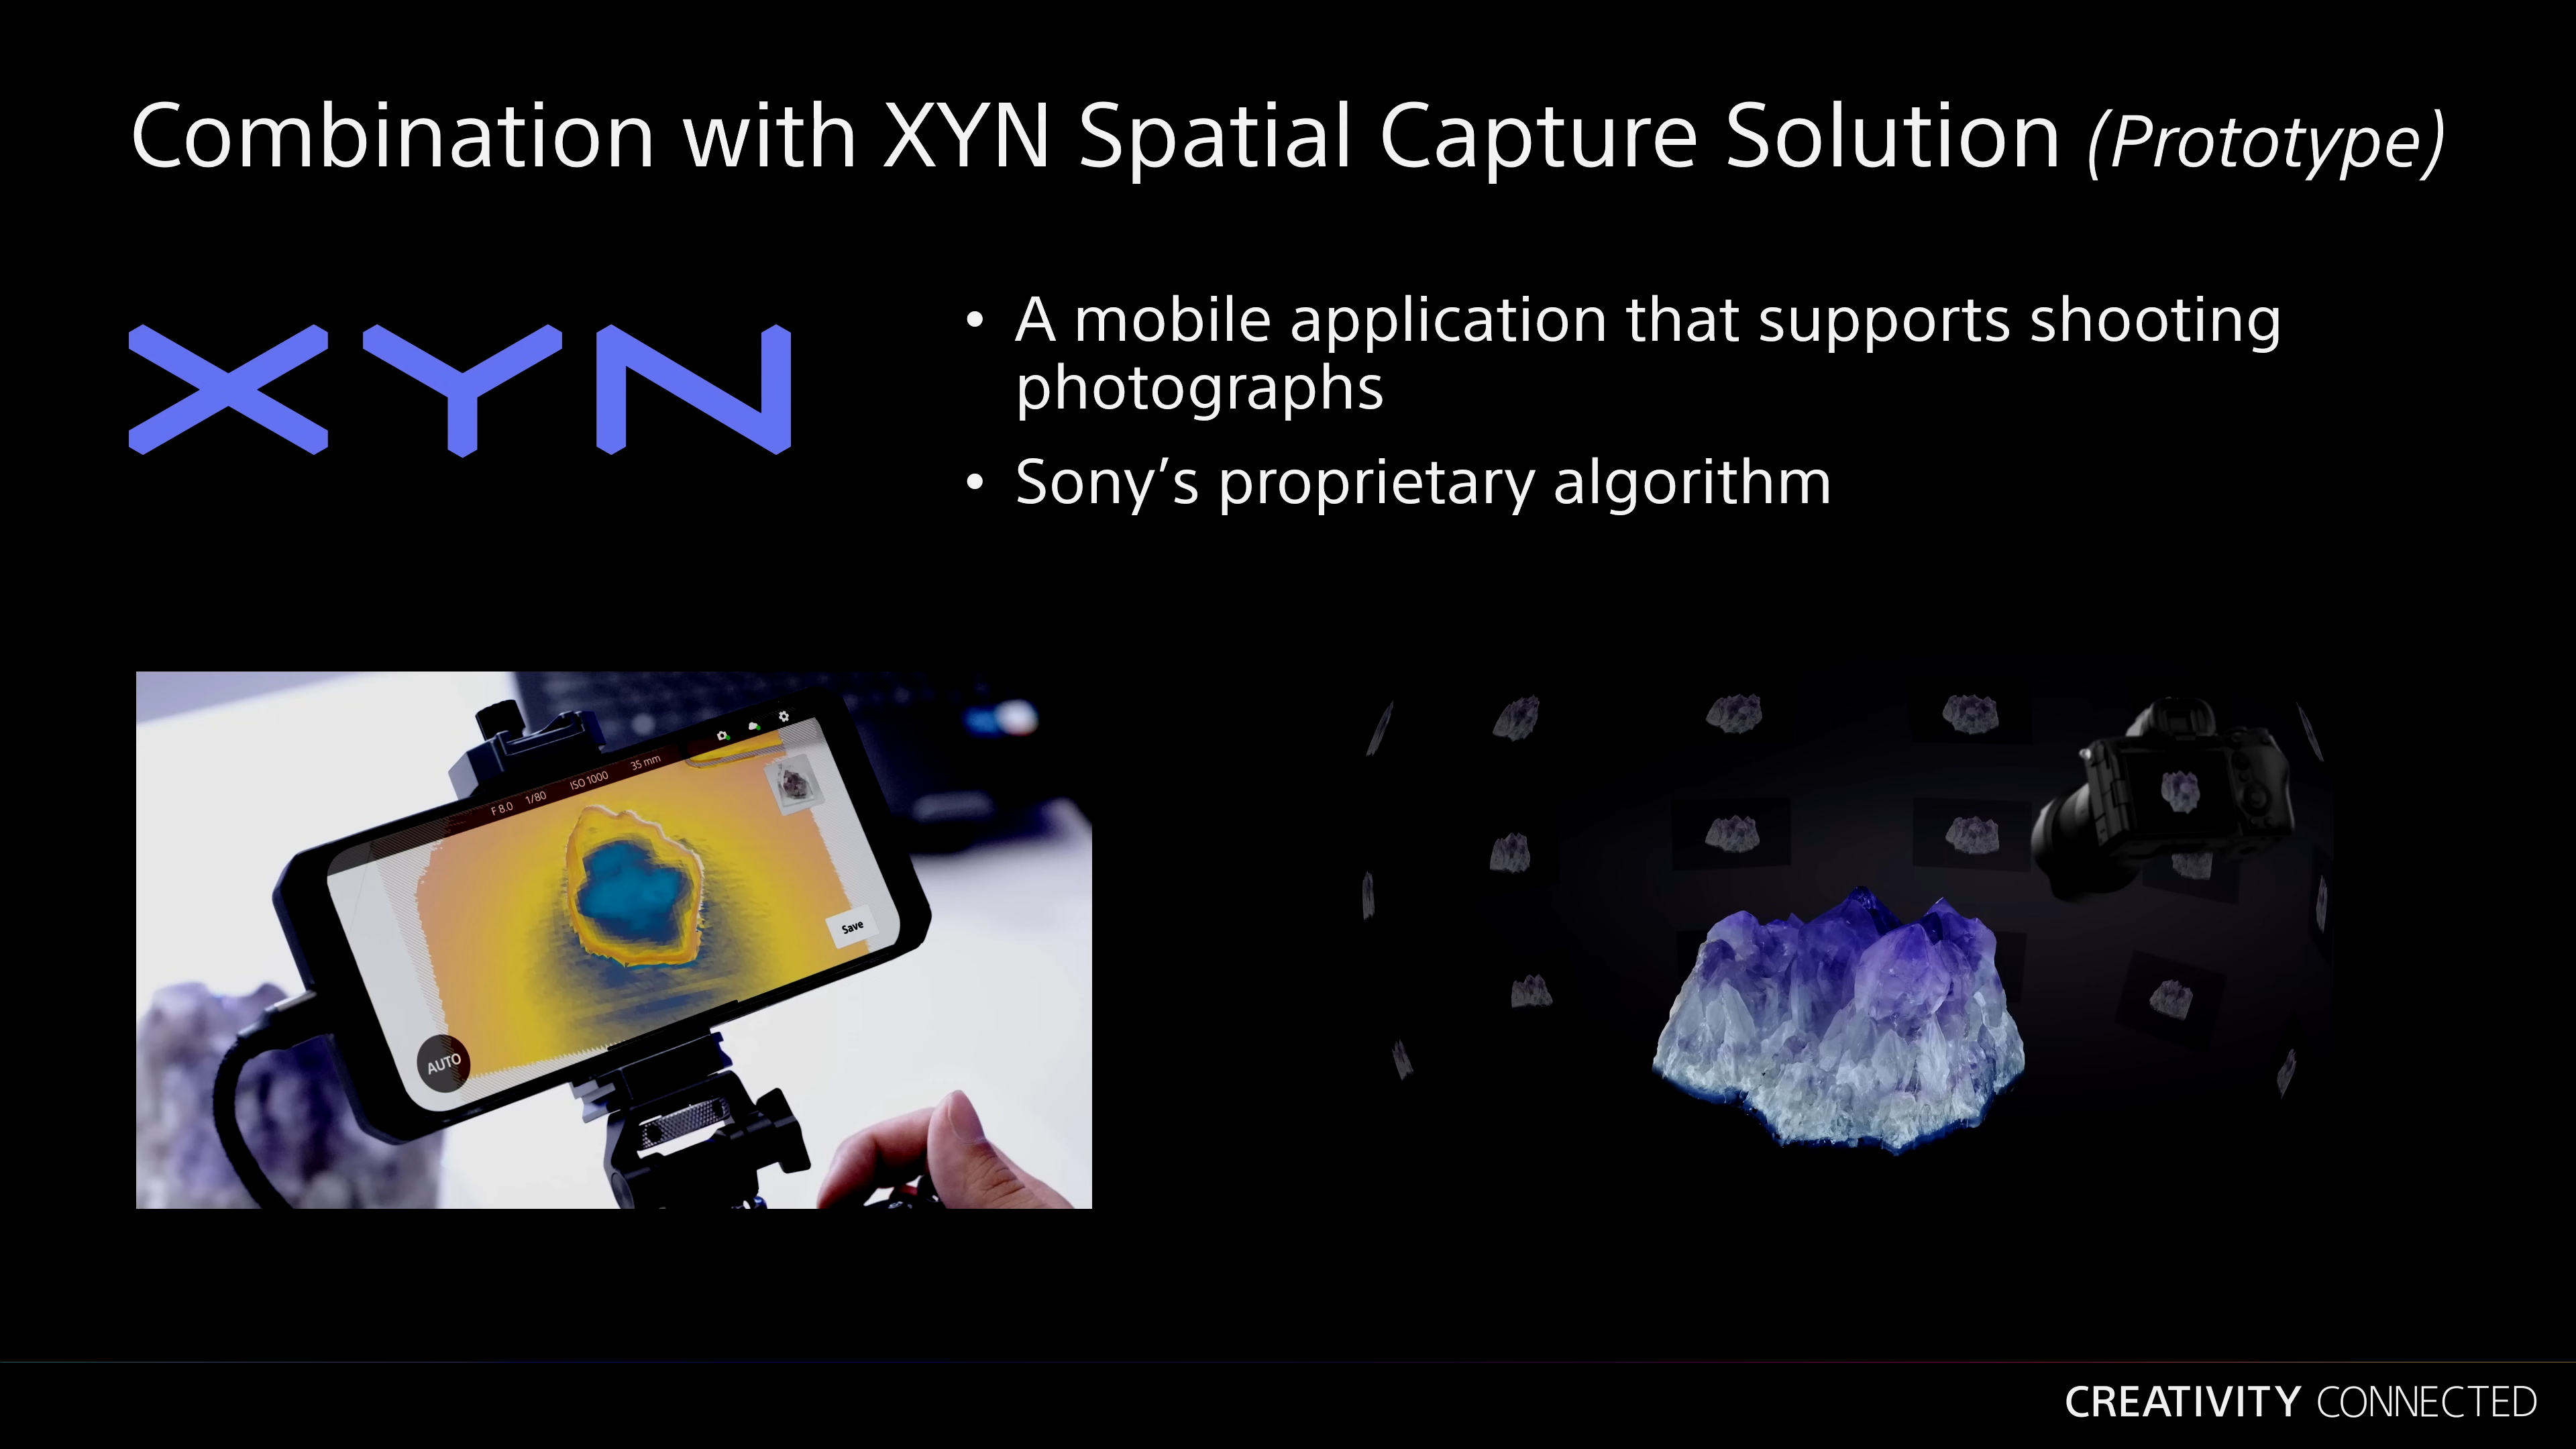 Combination with XYN Spatial Capture Solution (Prototype)
XYN
• A mobile application that supports shooting
photographs
• Sony’s proprietary algorithm
F 8.0 1/80 ISO 1000 35 mm
Save
AUTO
CREATIVITY CONNECTED